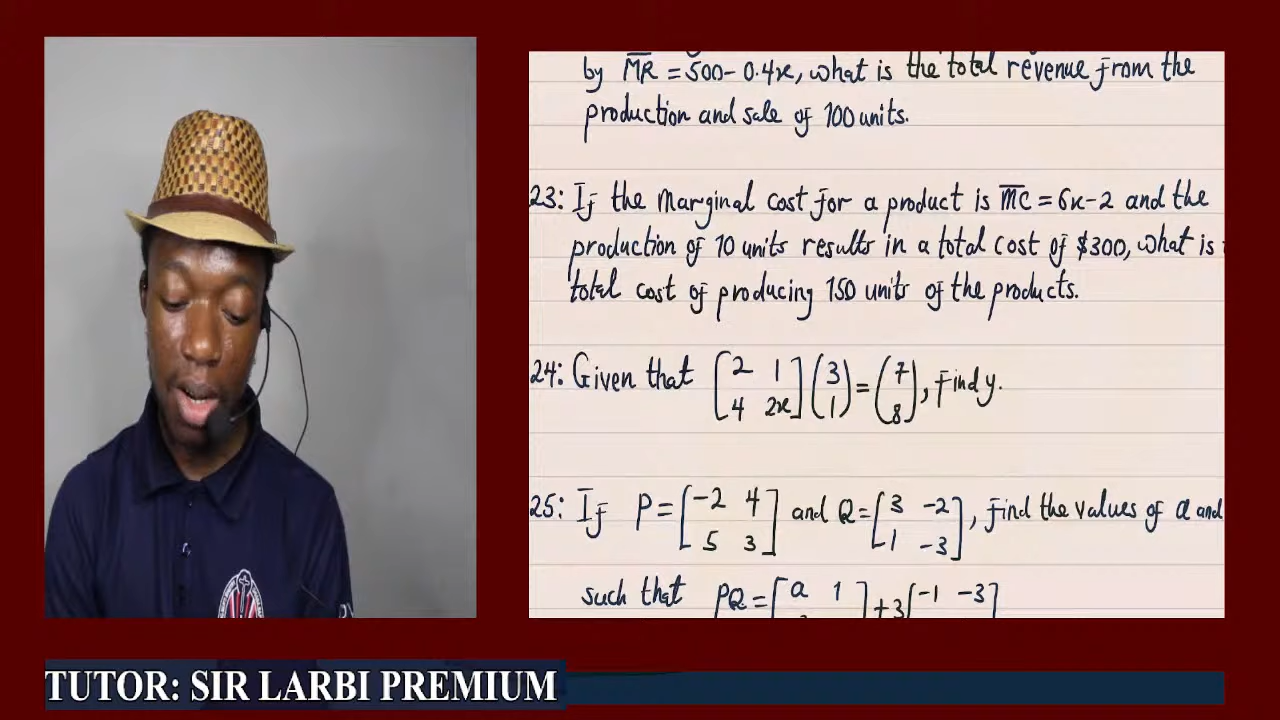 by MR = 500 - 0.4x, what is the total revenue from the
production and sale of 100 units.
23: If the marginal cost for a product is MC = 6x - 2 and the
production of 10 units results in a total cost of $300, what is
total cost of producing 150 units of the products.
24: Given that [2 1 4 2x] (3 1) = (7 8), find y.
25: If P = [-2 4 5 3] and Q = [3 -2 1 -3], find the values of a and
such that PQ = [a 1 ] + 3[-1 -3]
TUTOR: SIR LARBI PREMIUM